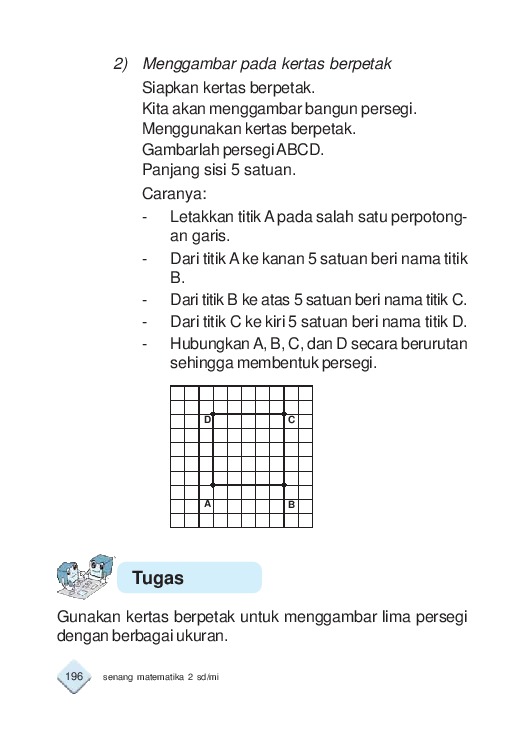 2) Menggambar pada kertas berpetak
Siapkan kertas berpetak.
Kita akan menggambar bangun persegi.
Menggunakan kertas berpetak.
Gambarlah persegi ABCD.
Panjang sisi 5 satuan.
Caranya:
- Letakkan titik A pada salah satu perpotong-
an garis.
- Dari titik A ke kanan 5 satuan beri nama titik
B.
- Dari titik B ke atas 5 satuan beri nama titik C.
- Dari titik C ke kiri 5 satuan beri nama titik D.
- Hubungkan A, B, C, dan D secara berurutan
sehingga membentuk persegi.
D C
A B
Tugas
Gunakan kertas berpetak untuk menggambar lima persegi
dengan berbagai ukuran.
196 senang matematika 2 sd/mi